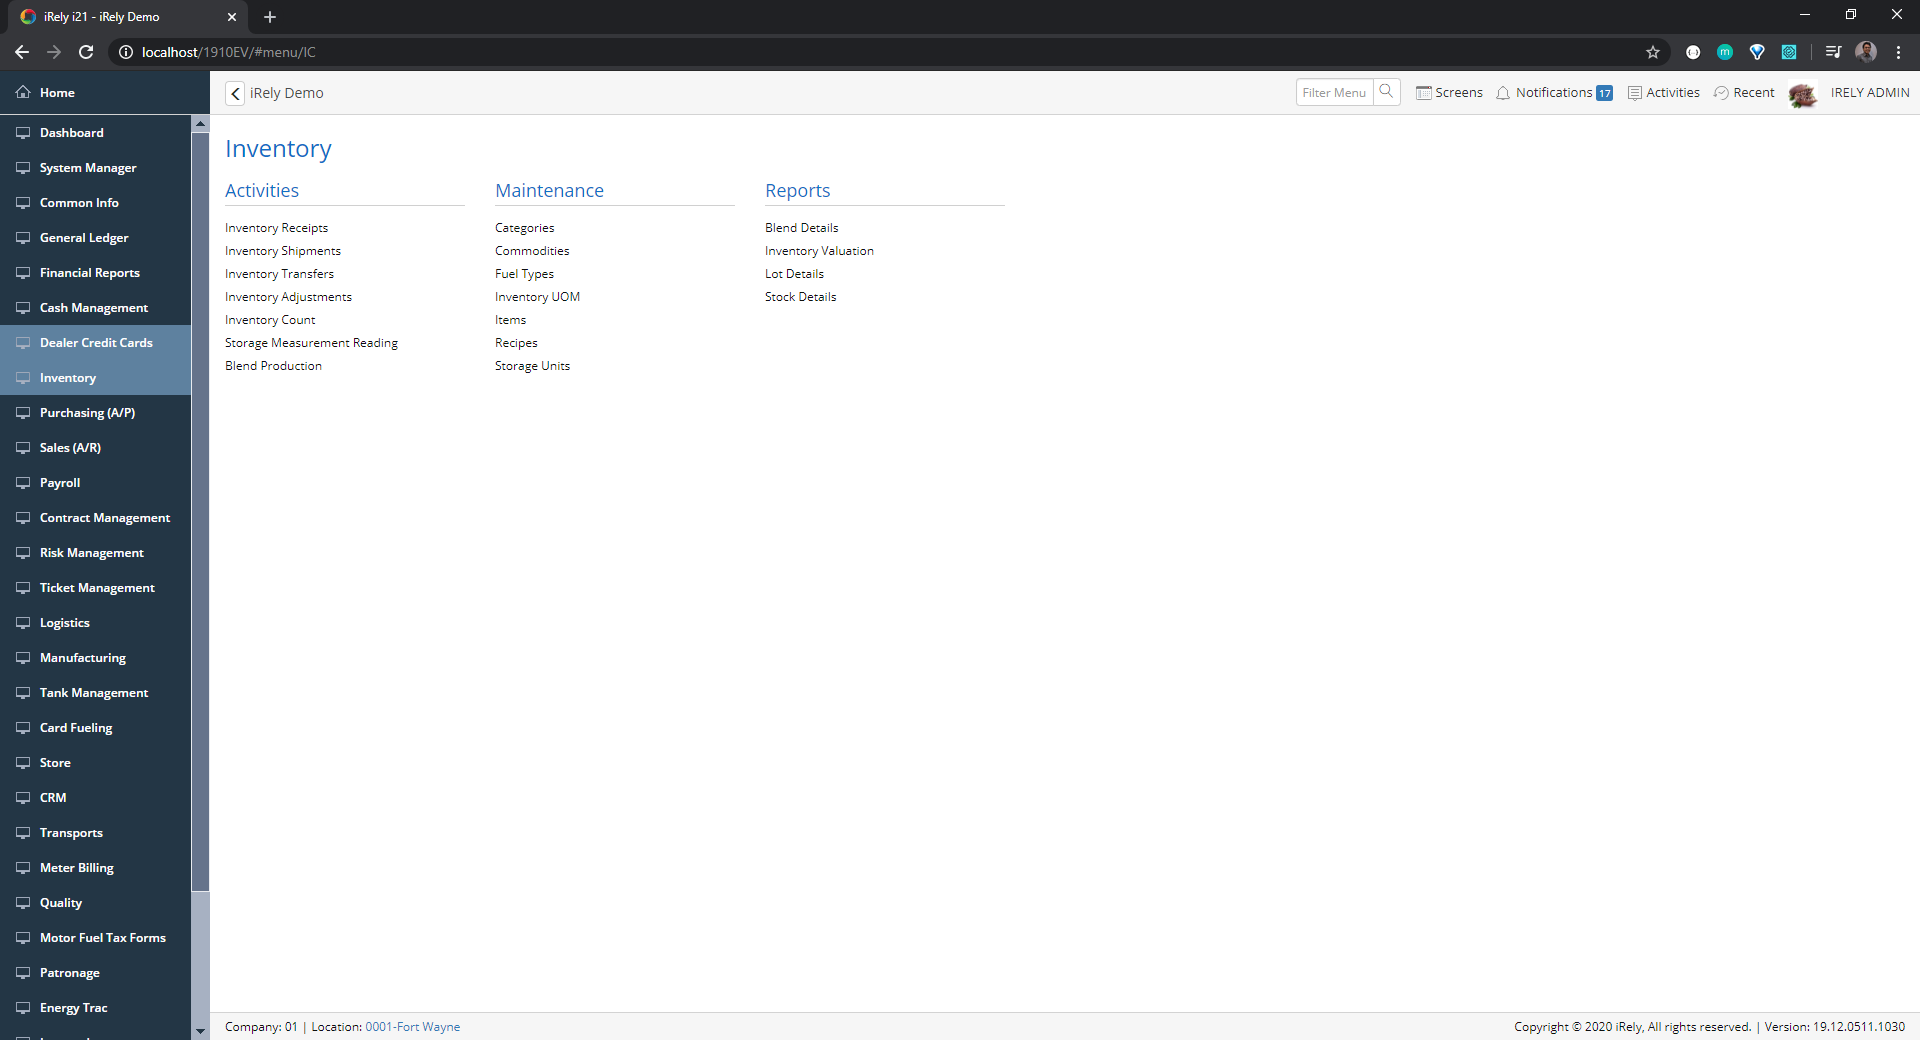 iRely i21 - iRely Demo
localhost/1910EV/#menu/IC
Home
iRely Demo
Filter Menu
Screens
Notifications 17
Activities
Recent
IRELY ADMIN
Dashboard
System Manager
Common Info
General Ledger
Financial Reports
Cash Management
Dealer Credit Cards
Inventory
Purchasing (A/P)
Sales (A/R)
Payroll
Contract Management
Risk Management
Ticket Management
Logistics
Manufacturing
Tank Management
Card Fueling
Store
CRM
Transports
Meter Billing
Quality
Motor Fuel Tax Forms
Patronage
Energy Trac
Inventory
Activities
Inventory Receipts
Inventory Shipments
Inventory Transfers
Inventory Adjustments
Inventory Count
Storage Measurement Reading
Blend Production
Maintenance
Categories
Commodities
Fuel Types
Inventory UOM
Items
Recipes
Storage Units
Reports
Blend Details
Inventory Valuation
Lot Details
Stock Details
Company: 01 | Location: 0001-Fort Wayne
Copyright © 2020 iRely, All rights reserved. | Version: 19.12.0511.1030